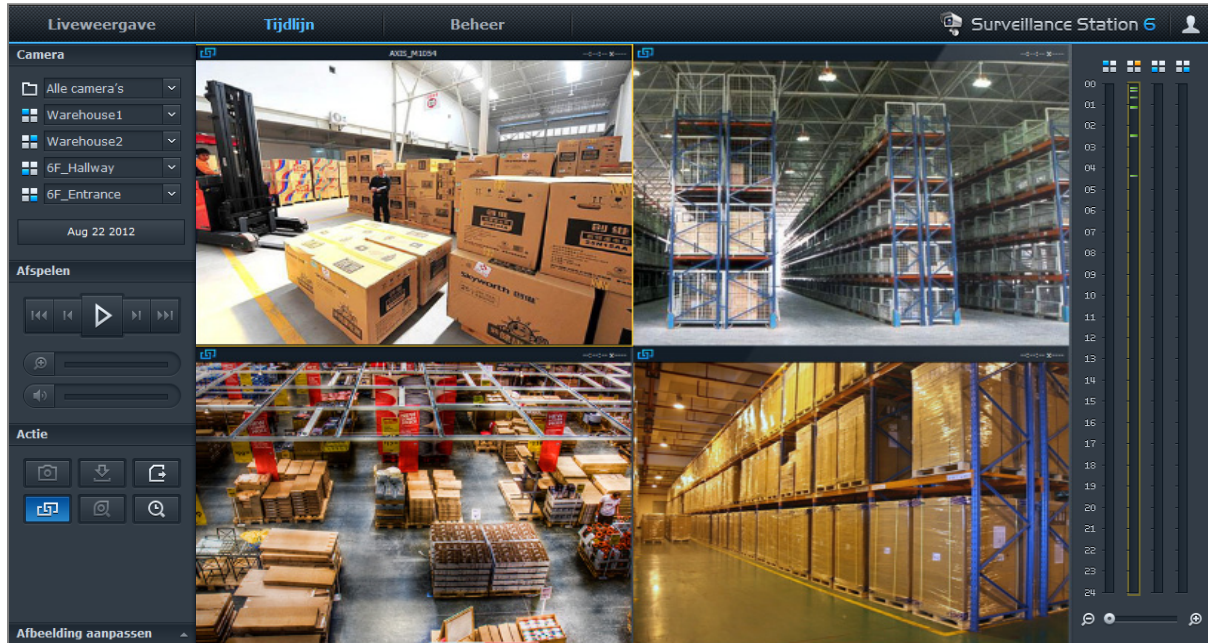 Liveweergave
Tijdlijn
Beheer
Surveillance Station 6
Camera
Alle camera's
Warehouse1
Warehouse2
6F_Hallway
6F_Entrance
Aug 22 2012
Afspelen
Actie
Afbeelding aanpassen
AXIS_M1054
Skyworth
00
01
02
03
04
05
06
07
08
09
10
11
12
13
14
15
16
17
18
19
20
21
22
23
24